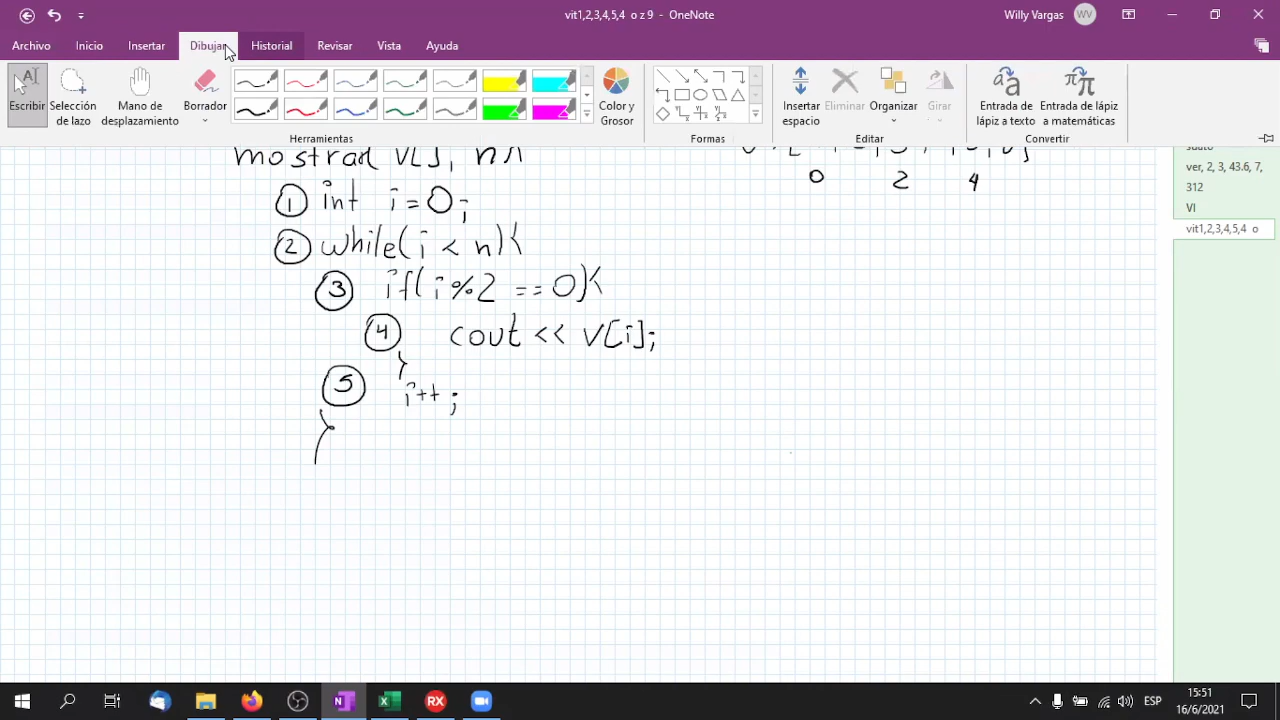 vit1,2,3,4,5,4 o z 9 - OneNote
Willy Vargas
WV
Archivo Inicio Insertar Dibujar Historial Revisar Vista Ayuda
Escribir
Selección de lazo
Mano de desplazamiento
Borrador
Color y Grosor
Insertar espacio
Eliminar
Organizar
Girar
Entrada de lápiz a texto
Entrada de lápiz a matemáticas
Herramientas
Formas
Editar
Convertir
mostrar V[], n{
0 2 4
1 int i=0;
2 while(i < n){
3 if(i%2 ==0){
4 cout << V[i];
}
5 i++;
}
ver, 2, 3, 43.6, 7, 312
VI
vit1,2,3,4,5,4 o
ESP
15:51
16/6/2021